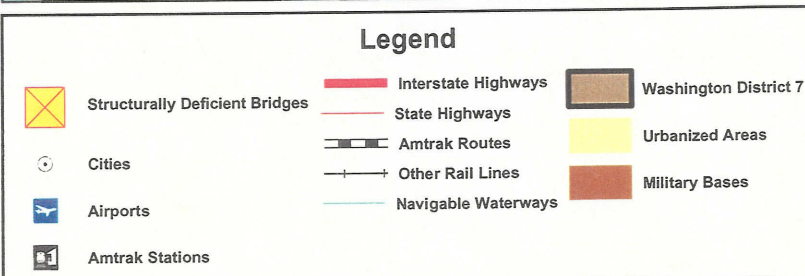 Legend
Structurally Deficient Bridges
Cities
Airports
Amtrak Stations
Interstate Highways
State Highways
Amtrak Routes
Other Rail Lines
Navigable Waterways
Washington District 7
Urbanized Areas
Military Bases